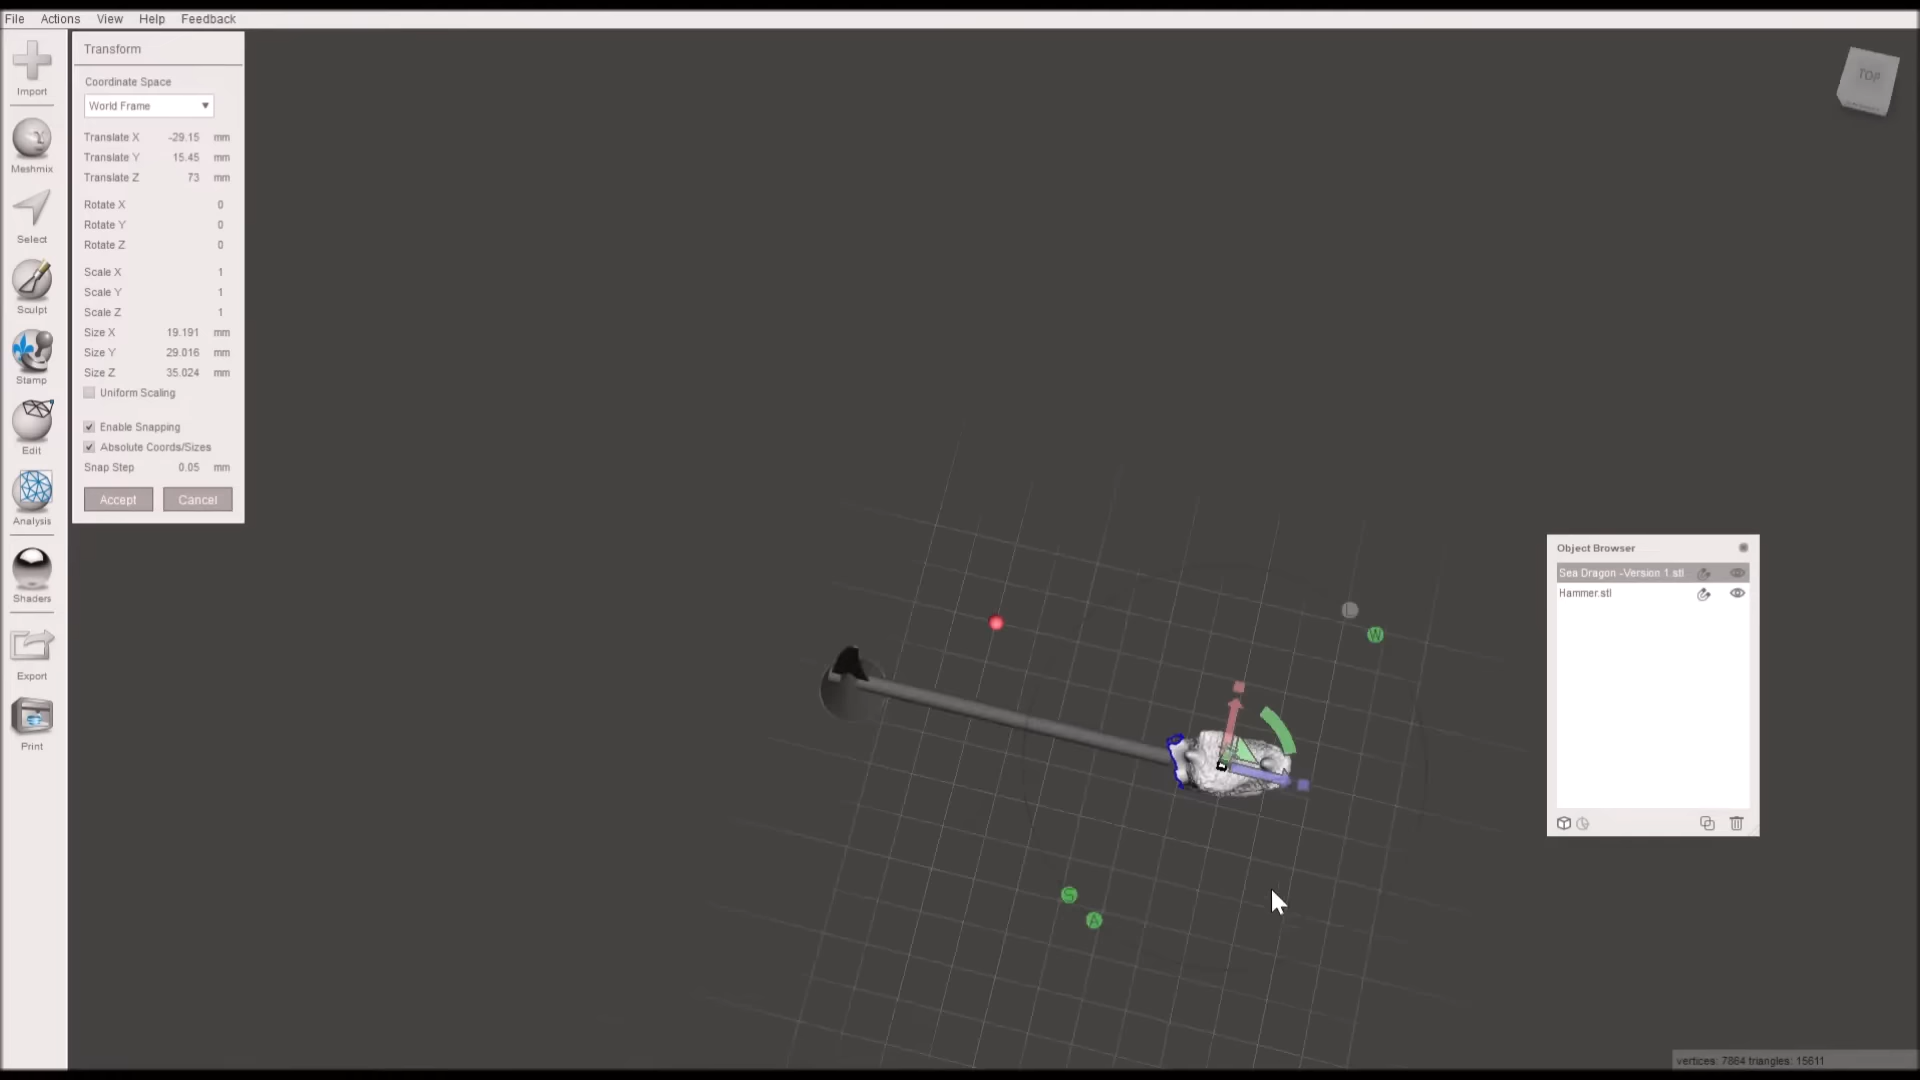 File Actions View Help Feedback
Import
Meshmix
Select
Sculpt
Stamp
Edit
Analysis
Shaders
Export
Print
Transform
Coordinate Space
World Frame
Translate X -29.15 mm
Translate Y 15.45 mm
Translate Z 73 mm
Rotate X 0
Rotate Y 0
Rotate Z 0
Scale X 1
Scale Y 1
Scale Z 1
Size X 19.191 mm
Size Y 29.016 mm
Size Z 35.024 mm
Uniform Scaling
Enable Snapping
Absolute Coords/Sizes
Snap Step 0.05 mm
Accept Cancel
TOP
L
W
S
A
Object Browser
Sea Dragon -Version 1.stl
Hammer.stl
vertices: 7864 triangles: 15611